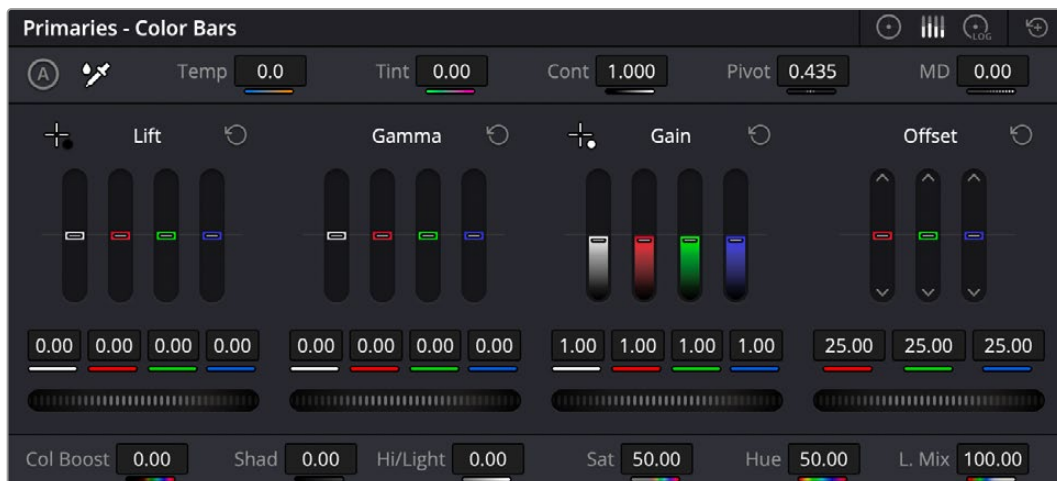 Primaries - Color Bars
LOG
A Temp 0.0 Tint 0.00 Cont 1.000 Pivot 0.435 MD 0.00
Lift Gamma Gain Offset
0.00 0.00 0.00 0.00 0.00 0.00 0.00 0.00 1.00 1.00 1.00 1.00 25.00 25.00 25.00
Col Boost 0.00 Shad 0.00 Hi/Light 0.00 Sat 50.00 Hue 50.00 L. Mix 100.00